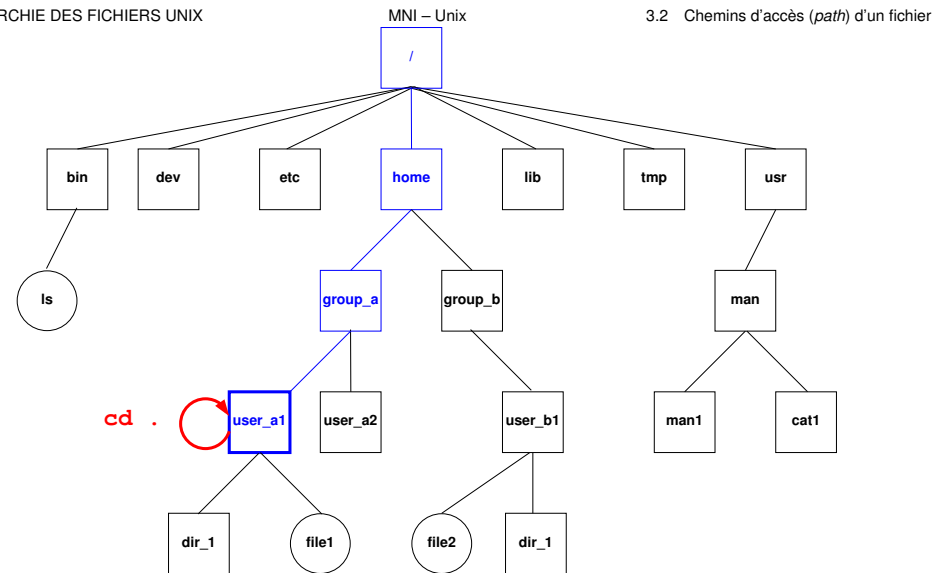 RCHIE DES FICHIERS UNIX MNI – Unix 3.2 Chemins d'accès (path) d'un fichier
/
bin dev etc home lib tmp usr
ls group_a group_b man
cd . user_a1 user_a2 user_b1 man1 cat1
dir_1 file1 file2 dir_1